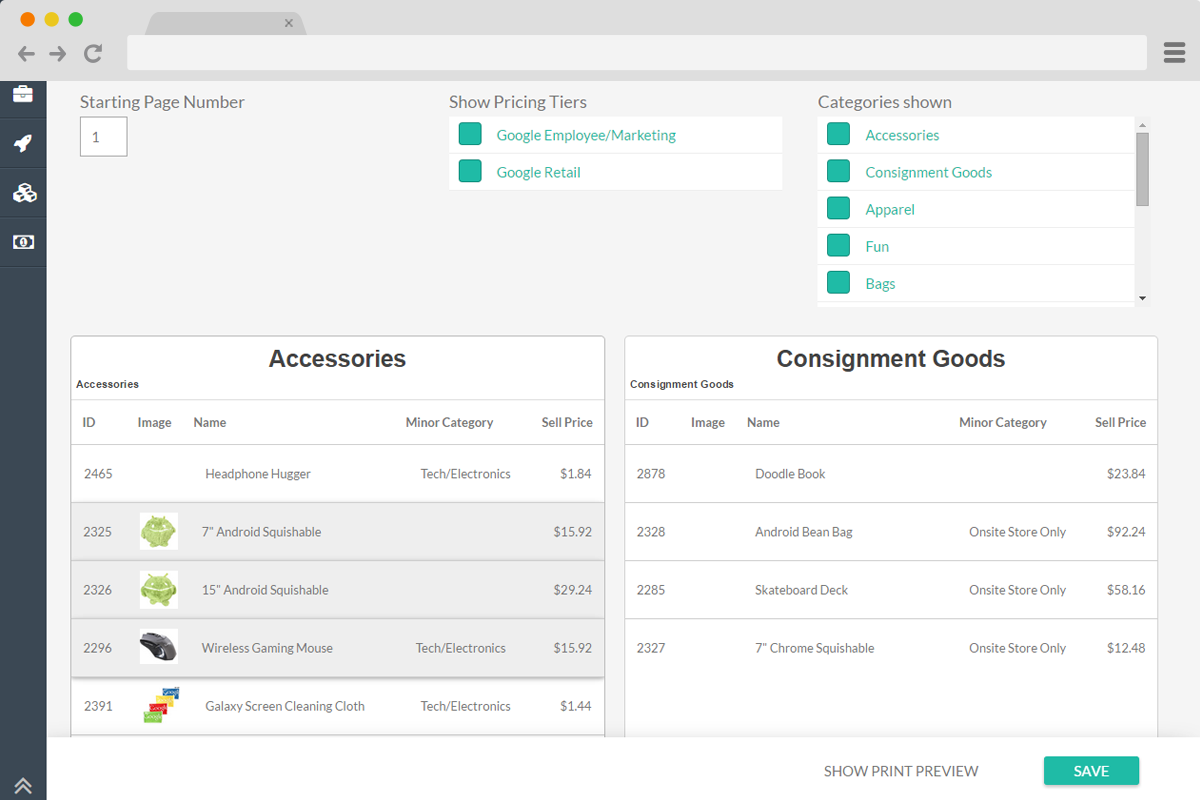 Starting Page Number
1
Show Pricing Tiers
Google Employee/Marketing
Google Retail
Categories shown
Accessories
Consignment Goods
Apparel
Fun
Bags
Accessories
Accessories
ID Image Name Minor Category Sell Price
2465 Headphone Hugger Tech/Electronics $1.84
2325 7" Android Squishable $15.92
2326 15" Android Squishable $29.24
2296 Wireless Gaming Mouse Tech/Electronics $15.92
2391 Galaxy Screen Cleaning Cloth Tech/Electronics $1.44
Consignment Goods
Consignment Goods
ID Image Name Minor Category Sell Price
2878 Doodle Book $23.84
2328 Android Bean Bag Onsite Store Only $92.24
2285 Skateboard Deck Onsite Store Only $58.16
2327 7" Chrome Squishable Onsite Store Only $12.48
SHOW PRINT PREVIEW
SAVE